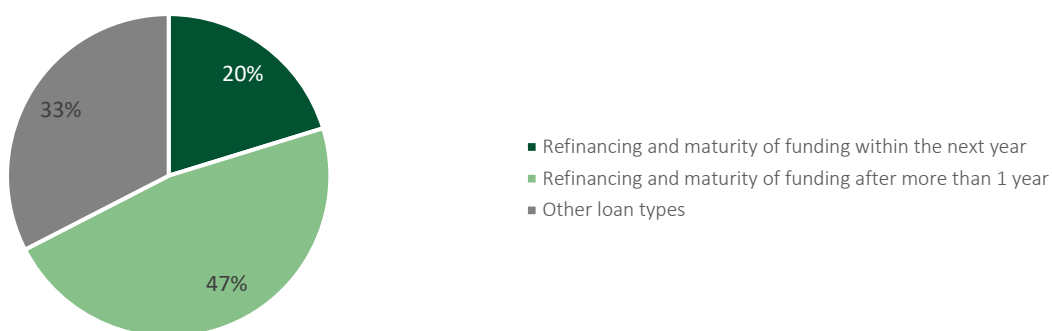 20%
33%
Refinancing and maturity of funding within the next year
Refinancing and maturity of funding after more than 1 year
Other loan types
47%